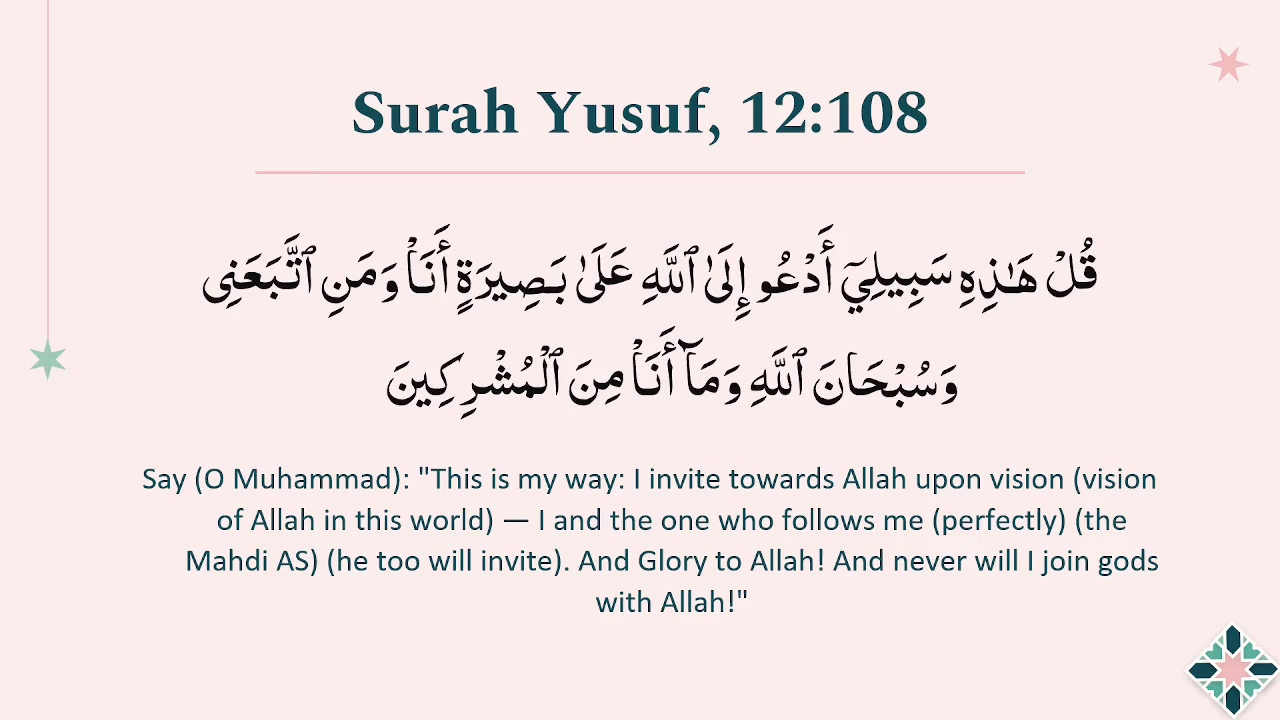 Surah Yusuf, 12:108
قُلْ هَـٰذِهِ سَبِيلِيٓ أَدْعُو إِلَى ٱللَّهِ عَلَىٰ بَصِيرَةٍ أَنَا۠ وَمَنِ ٱتَّبَعَنِى
وَسُبْحَانَ ٱللَّهِ وَمَآ أَنَا۠ مِنَ ٱلْمُشْرِكِينَ
Say (O Muhammad): "This is my way: I invite towards Allah upon vision (vision
of Allah in this world) — I and the one who follows me (perfectly) (the
Mahdi AS) (he too will invite). And Glory to Allah! And never will I join gods
with Allah!"